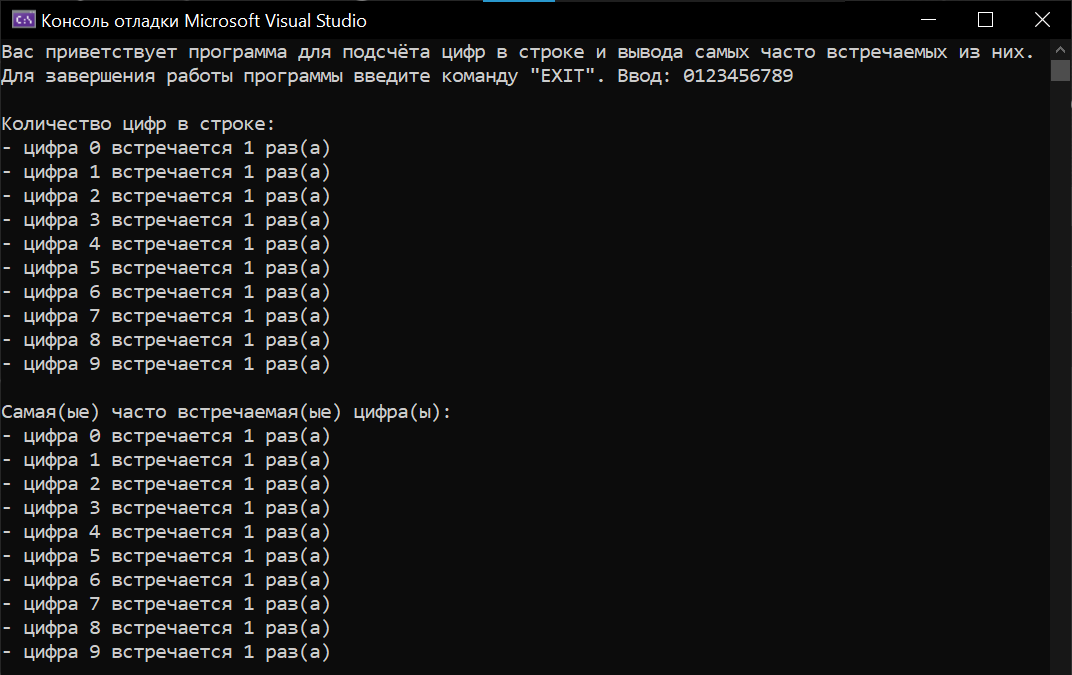 Консоль отладки Microsoft Visual Studio
Вас приветствует программа для подсчёта цифр в строке и вывода самых часто встречаемых из них.
Для завершения работы программы введите команду "EXIT". Ввод: 0123456789
Количество цифр в строке:
- цифра 0 встречается 1 раз(а)
- цифра 1 встречается 1 раз(а)
- цифра 2 встречается 1 раз(а)
- цифра 3 встречается 1 раз(а)
- цифра 4 встречается 1 раз(а)
- цифра 5 встречается 1 раз(а)
- цифра 6 встречается 1 раз(а)
- цифра 7 встречается 1 раз(а)
- цифра 8 встречается 1 раз(а)
- цифра 9 встречается 1 раз(а)
Самая(ые) часто встречаемая(ые) цифра(ы):
- цифра 0 встречается 1 раз(а)
- цифра 1 встречается 1 раз(а)
- цифра 2 встречается 1 раз(а)
- цифра 3 встречается 1 раз(а)
- цифра 4 встречается 1 раз(а)
- цифра 5 встречается 1 раз(а)
- цифра 6 встречается 1 раз(а)
- цифра 7 встречается 1 раз(а)
- цифра 8 встречается 1 раз(а)
- цифра 9 встречается 1 раз(а)